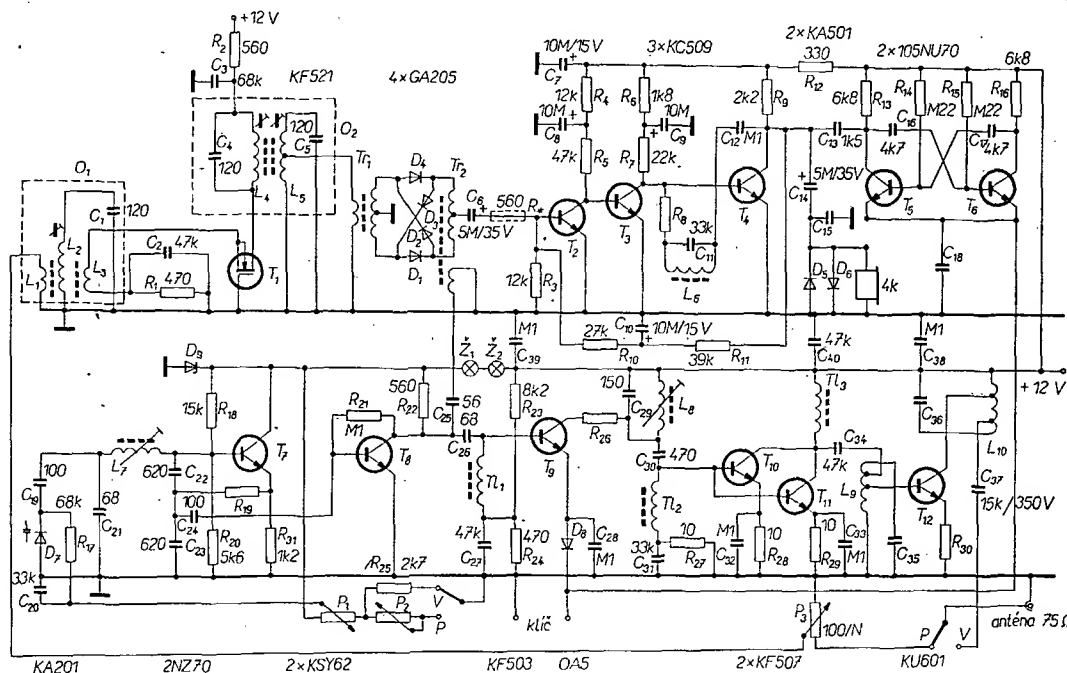 +12 V
R2
560
C3
68k
KF521
4×GA205
10M/15 V
3×KC509
2×KA501
330
R12
2×105NU70
6k8
C7
12k
R4
R6
1k8
2k2
R9
6k8
R13
R14
M22
R15
M22
R16
10M
C8
10M
C9
C12
M1
C13
1k5
C16
4k7
C17
4k7
47k
R5
R7
22k
O1
O2
C4
120
120
C5
L4
L5
Tr1
D4
Tr2
D3
D2
D1
C6
560
R*
5M/35V
T2
T3
T4
5M/35V
C14
T5
T6
C1
120
L1
L2
L3
C2
47k
R1
470
T1
12k
R3
R8
33k
C11
L6
C15
D5
D6
4k
C18
27k
R10
C10
10M/15 V
39k
R11
M1
C39
47k
C40
M1
C38
+12 V
D9
Ž1
Ž2
15k
R18
560
R22
C25
56
8k2
R23
150
C29
L8
Tl3
C36
L10
R21
M1
68
C26
R26
T7
T8
T9
T10
T11
T12
C30
470
C34
47k
L9
C37
15k/350V
L7
100
C19
68k
68
C21
620
C22
R19
100
C24
620
C23
R20
5k6
R31
1k2
Tl1
Tl2
D7
R17
33k
C20
47k
C27
470
R24
D8
C28
M1
33k
C31
10
R27
M1
C32
10
R28
10
R29
C33
M1
C35
R30
R25
2k7
P1
P2
V
P
klíč
P3
100/N
P
V
anténa 75 Ω
KA201
2NZ70
2×KSY62
KF503
OA5
2×KF507
KU601